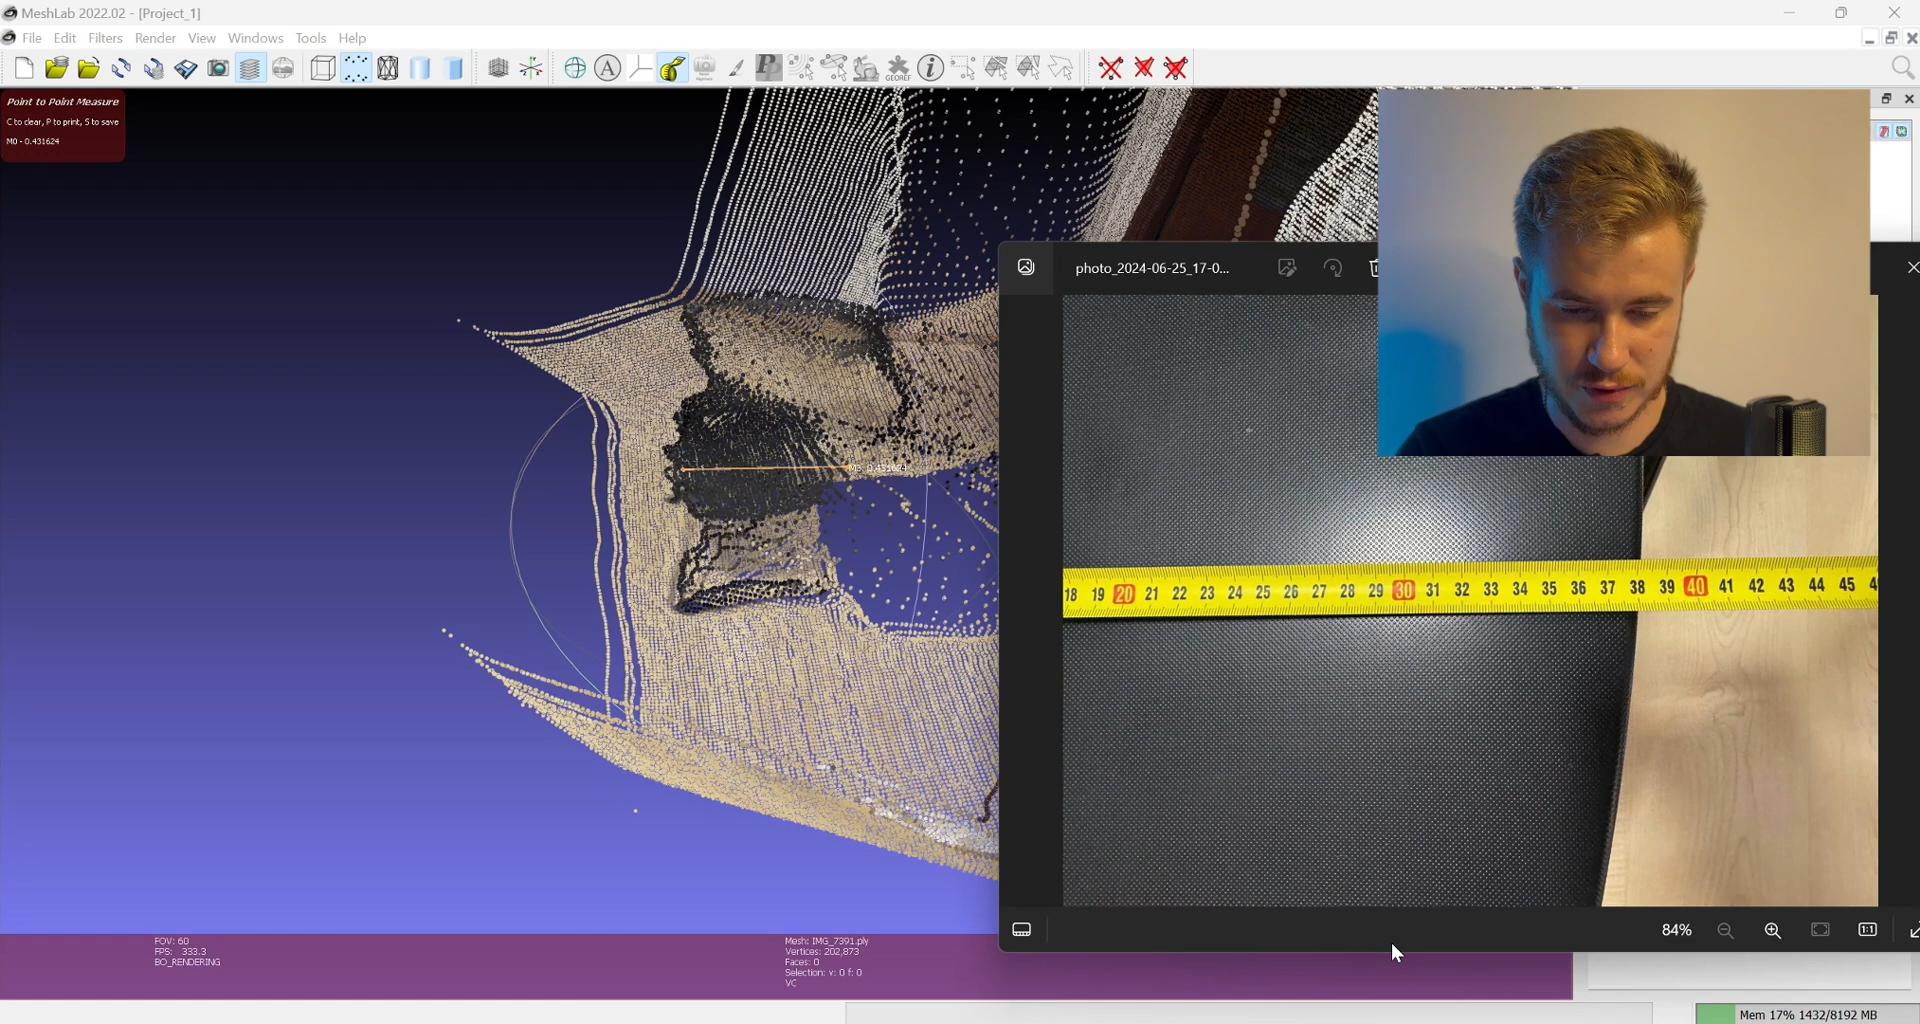 MeshLab 2022.02 - [Project_1]
File Edit Filters Render View Windows Tools Help
A
GEOREF
Point to Point Measure
C to clear, P to print, S to save
M0 - 0.431624
photo_2024-06-25_17-0...
18 19 20 21 22 23 24 25 26 27 28 29 30 31 32 33 34 35 36 37 38 39 40 41 42 43 44 45
84%
1:1
FOV: 60
FPS: 333.3
BO_RENDERING
Mesh: IMG_7391.ply
Vertices: 202,873
Faces: 0
Selection: v: 0 f: 0
VC
Mem 17% 1432/8192 MB